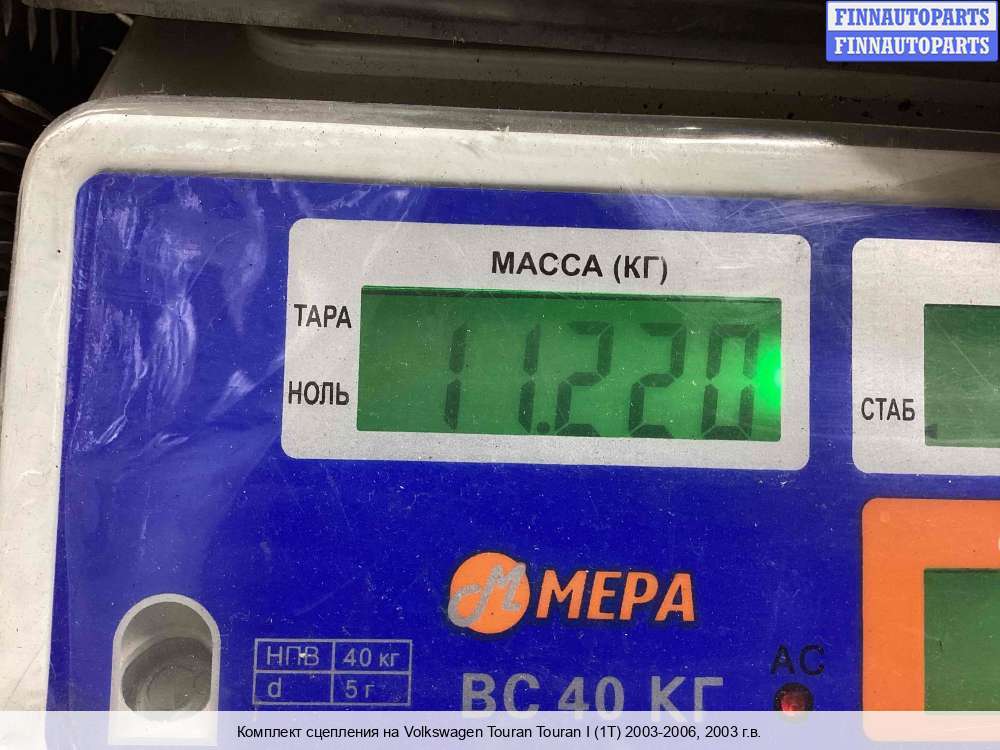 FINNAUTOPARTS
FINNAUTOPARTS
МАССА (КГ)
ТАРА
НОЛЬ
11.220
СТАБ
М МЕРА
НПВ 40 кг
d 5 г
ВС 40 КГ
AC
Комплект сцепления на Volkswagen Touran Touran I (1T) 2003-2006, 2003 г.в.